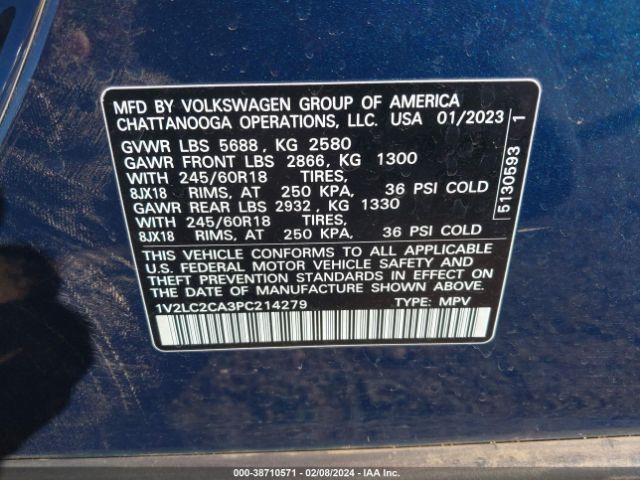 MFD BY VOLKSWAGEN GROUP OF AMERICA
CHATTANOOGA OPERATIONS, LLC. USA 01/2023
GVWR LBS 5688, KG 2580
GAWR FRONT LBS 2866, KG 1300
WITH 245/60R18 TIRES,
8JX18 RIMS, AT 250 KPA, 36 PSI COLD
GAWR REAR LBS 2932, KG 1330
WITH 245/60R18 TIRES,
8JX18 RIMS, AT 250 KPA, 36 PSI COLD
THIS VEHICLE CONFORMS TO ALL APPLICABLE
U.S. FEDERAL MOTOR VEHICLE SAFETY AND
THEFT PREVENTION STANDARDS IN EFFECT ON
THE DATE OF MANUFACTURE SHOWN ABOVE.
1V2LC2CA3PC214279 TYPE: MPV
5130593 1
000-38710571 - 02/08/2024 - IAA Inc.